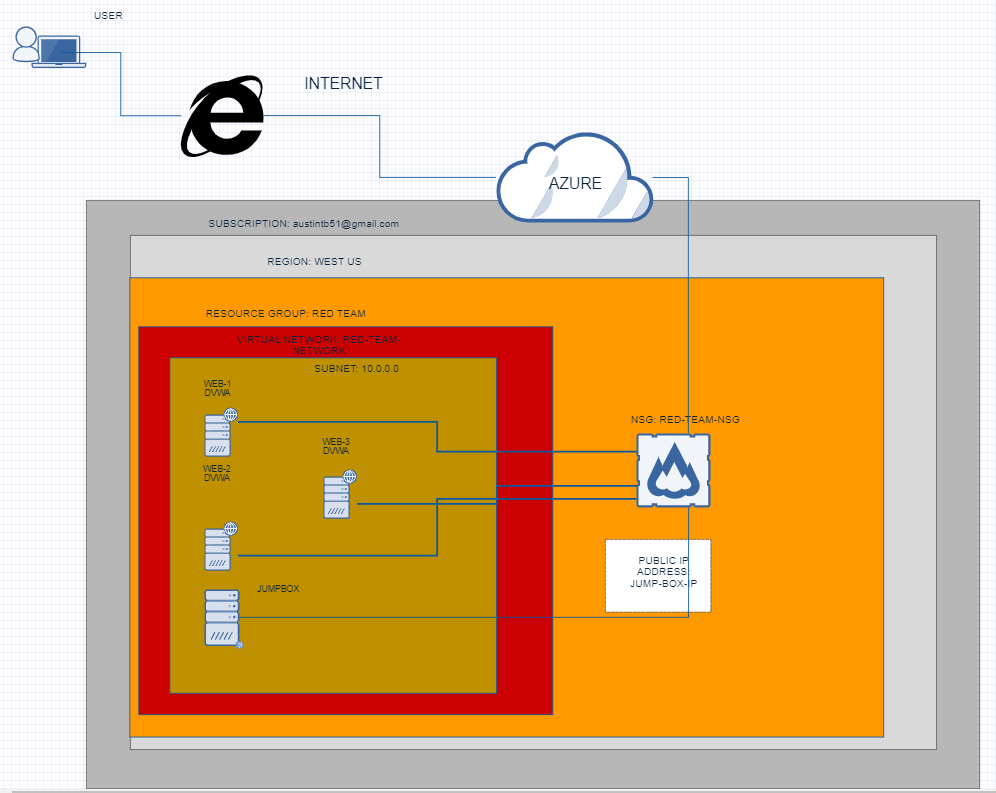 USER
INTERNET
AZURE
SUBSCRIPTION: austintb51@gmail.com
REGION: WEST US
RESOURCE GROUP: RED TEAM
VIRTUAL NETWORK: RED-TEAM-
NETWORK
SUBNET: 10.0.0.0
WEB-1
DVWA
NSG: RED-TEAM-NSG
WEB-3
DVWA
WEB-2
DVWA
PUBLIC IP
ADDRESS:
JUMP-BOX-IP
JUMPBOX